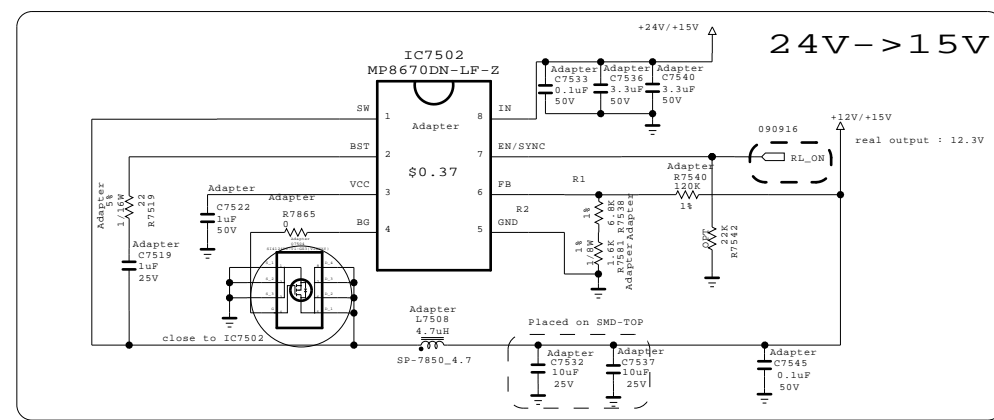 24V->15V
+24V/+15V
IC7502
MP8670DN-LF-Z
Adapter
$0.37
SW
1
BST
2
VCC
3
BG
4
IN
8
EN/SYNC
7
FB
6
GND
5
Adapter
C7533
0.1uF
50V
Adapter
C7536
3.3uF
50V
Adapter
C7540
3.3uF
50V
+12V/+15V
real output : 12.3V
090916
RL_ON
R1
Adapter
R7540
120K
1%
R2
1%
6.8K
R7538
Adapter
1%
1/8W
1.6K
R7581
Adapter
OPT
22K
R7542
Adapter
5%
1/16W
22
R7519
Adapter
C7519
1uF
25V
Adapter
C7522
1uF
50V
R7865
0
Adapter
close to IC7502
Adapter
L7508
4.7uH
SP-7850_4.7
Placed on SMD-TOP
Adapter
C7532
10uF
25V
Adapter
C7537
10uF
25V
Adapter
C7545
0.1uF
50V